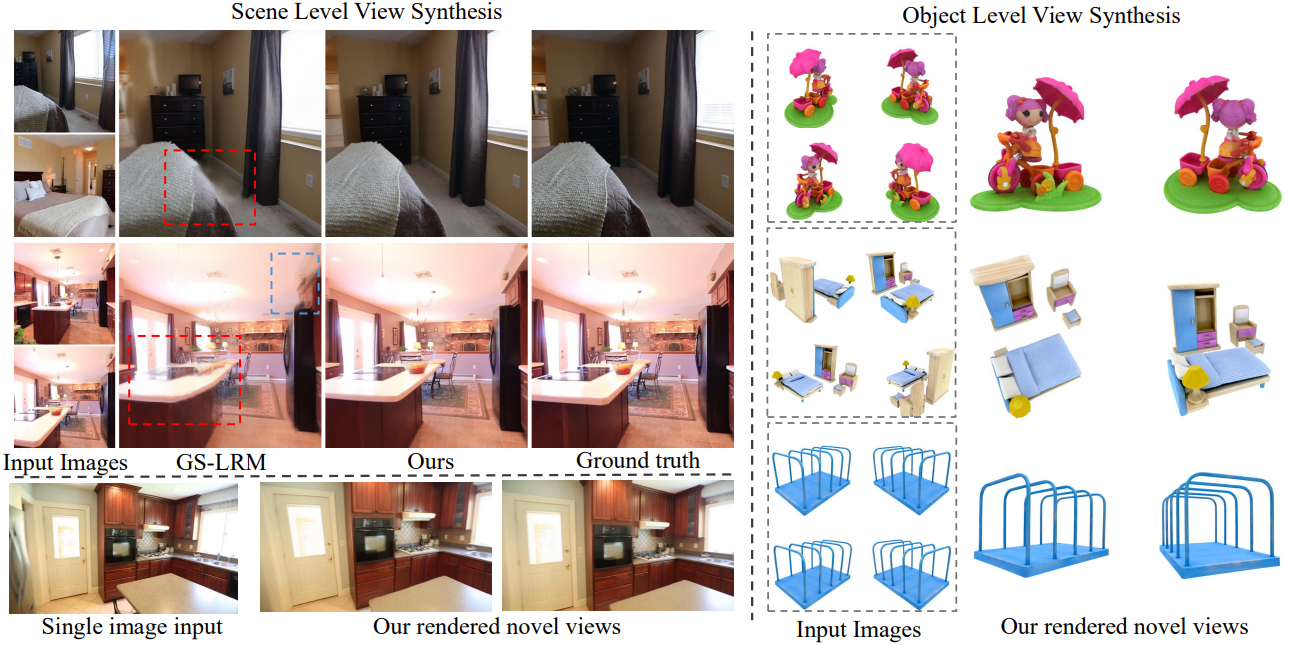 Scene Level View Synthesis
Object Level View Synthesis
Input Images
GS-LRM
Ours
Ground truth
Single image input
Our rendered novel views
Input Images
Our rendered novel views